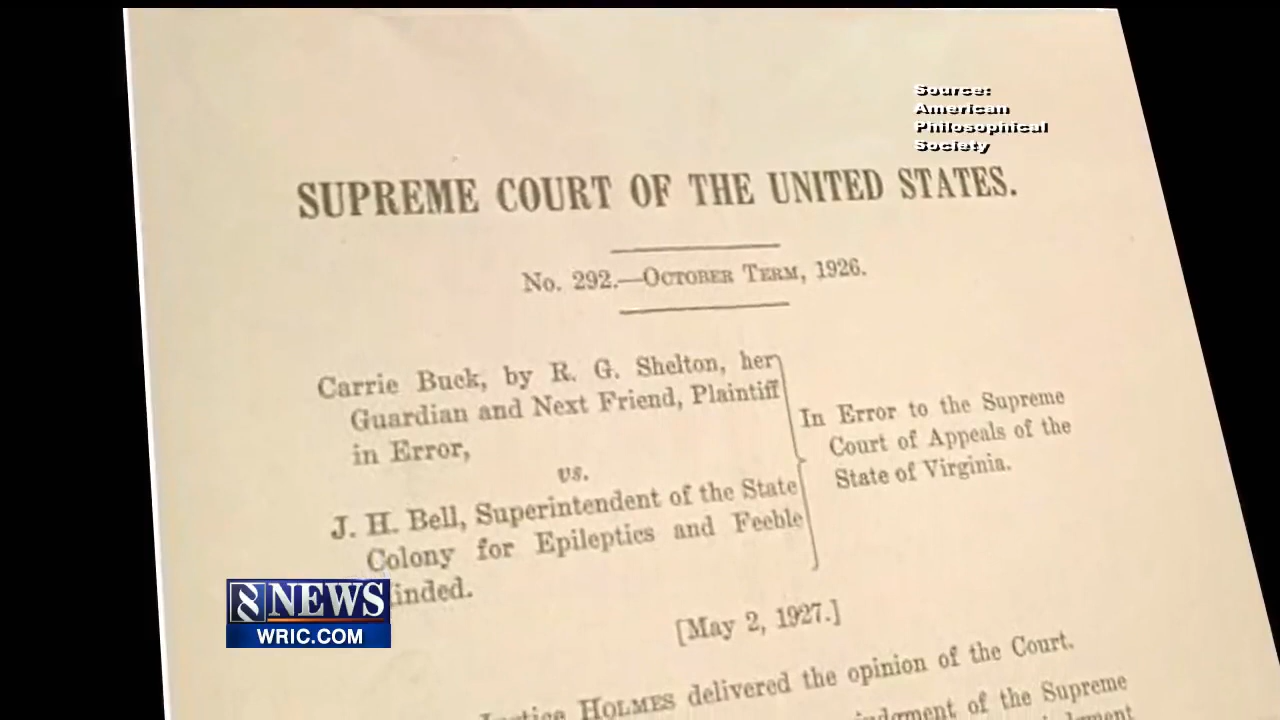 Source:
American
Philosophical
Society
SUPREME COURT OF THE UNITED STATES.
No. 292.—OCTOBER TERM, 1926.
Carrie Buck, by R. G. Shelton, her
Guardian and Next Friend, Plaintiff
in Error,
vs.
J. H. Bell, Superintendent of the State
Colony for Epileptics and Feeble
inded.
In Error to the Supreme
Court of Appeals of the
State of Virginia.
[May 2, 1927.]
HOLMES delivered the opinion of the Court.
of the Supreme
8NEWS
WRIC.COM